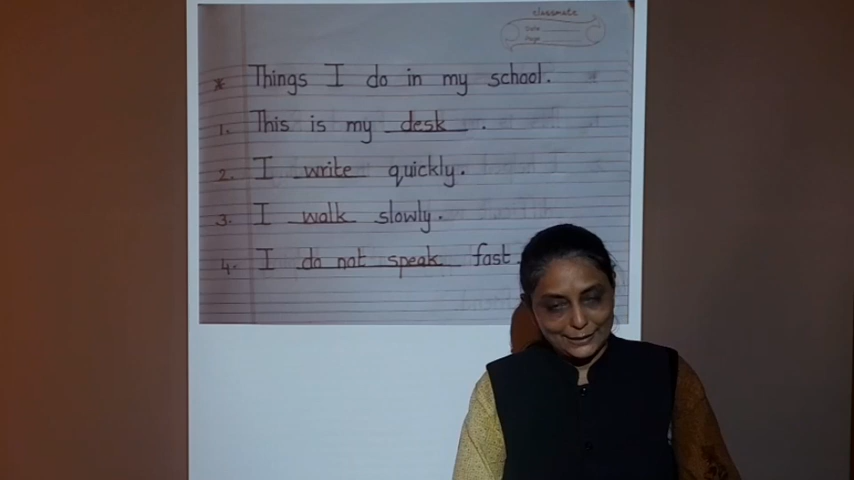 classmate
Date
Page
* Things I do in my school.
1. This is my desk .
2. I write quickly.
3. I walk slowly.
4. I do not speak fast.